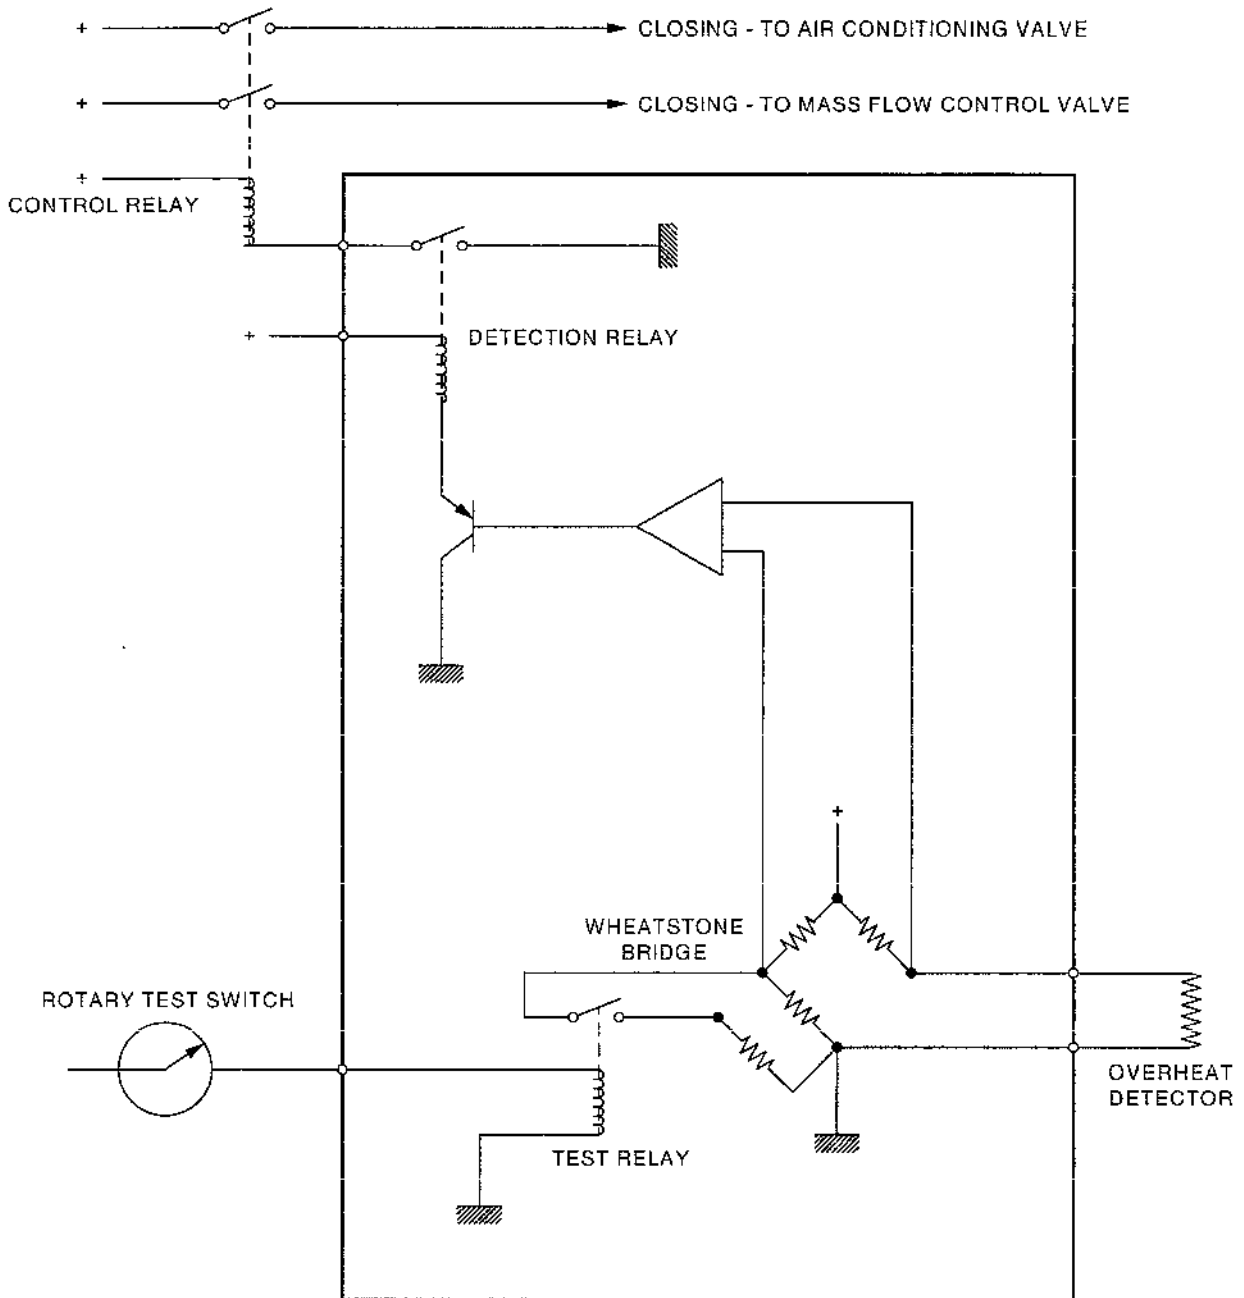 + CLOSING - TO AIR CONDITIONING VALVE
+ CLOSING - TO MASS FLOW CONTROL VALVE
+
CONTROL RELAY
+ DETECTION RELAY
+
WHEATSTONE
BRIDGE
ROTARY TEST SWITCH
OVERHEAT
DETECTOR
TEST RELAY